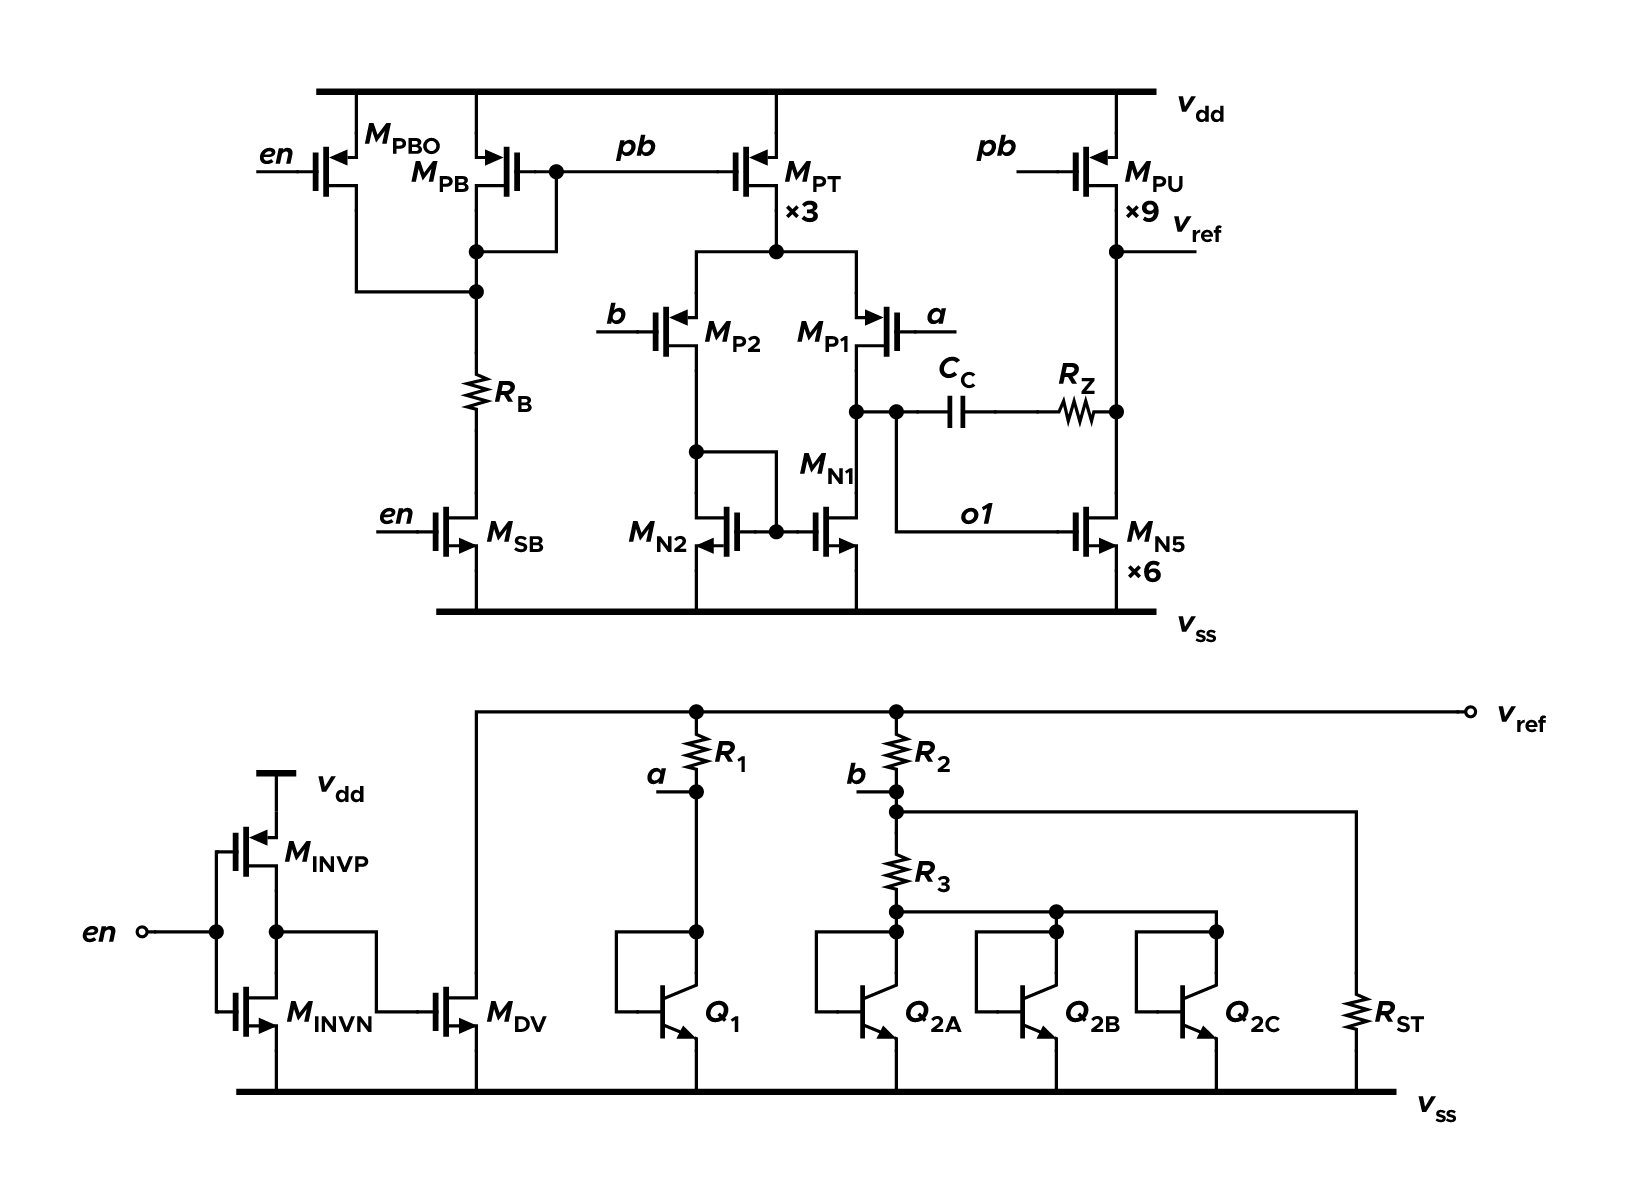 vdd
en
MPBO
MPB
pb
MPT
×3
pb
MPU
×9
vref
b
MP2
MP1
a
CC
RZ
RB
MN1
en
MSB
MN2
o1
MN5
×6
vss
vref
R1
R2
a
b
vdd
MINVP
R3
en
MINVN
MDV
Q1
Q2A
Q2B
Q2C
RST
vss